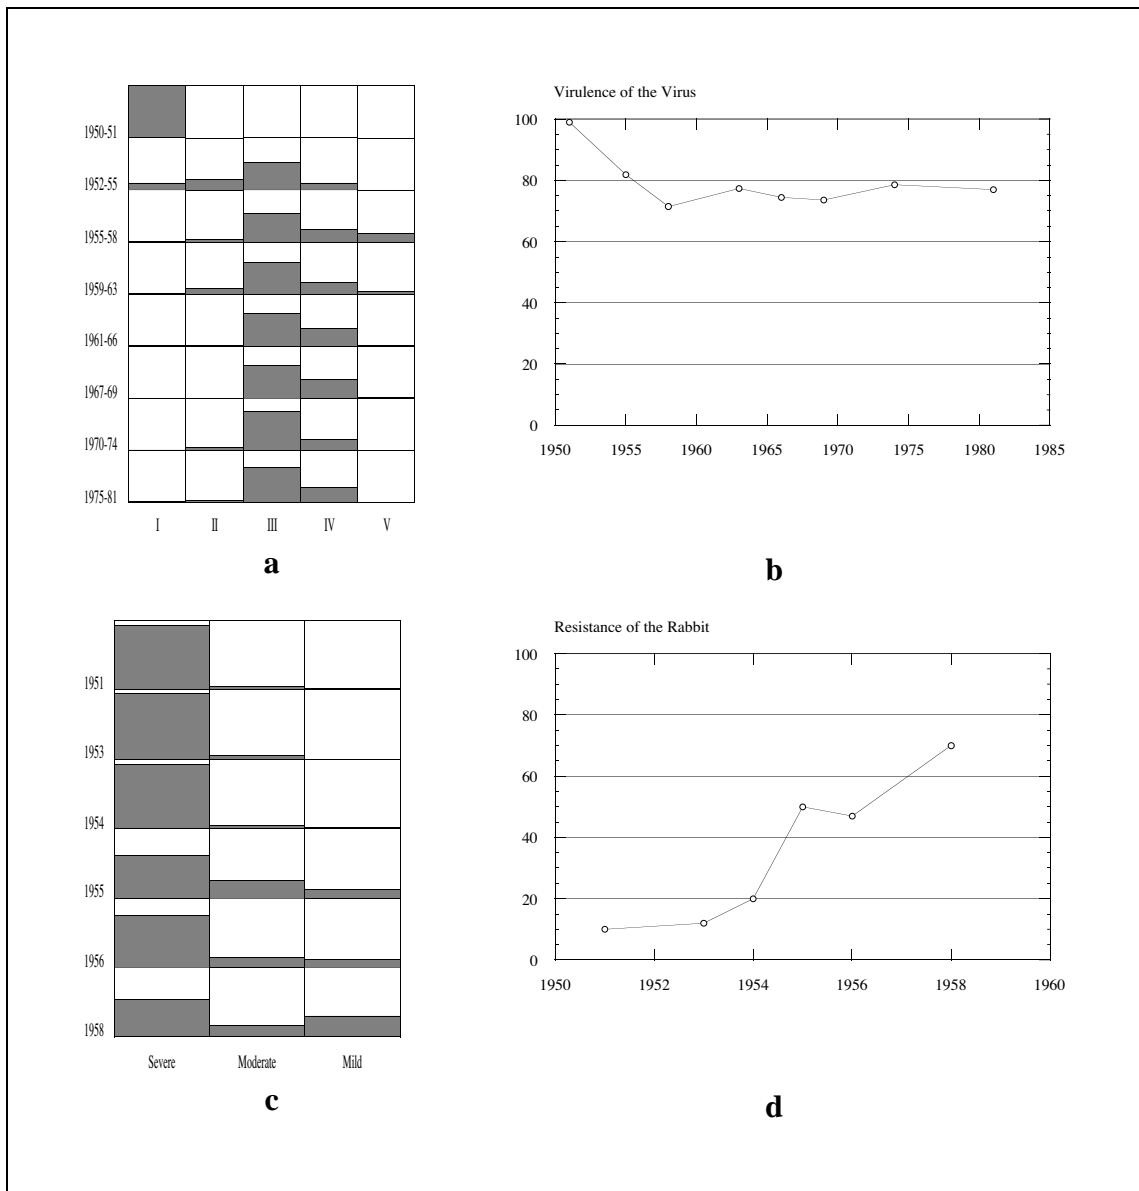 1950-51
1952-55
1955-58
1959-63
1961-66
1967-69
1970-74
1975-81
I II III IV V
a
Virulence of the Virus
100
80
60
40
20
0
1950 1955 1960 1965 1970 1975 1980 1985
b
1951
1953
1954
1955
1956
1958
Severe Moderate Mild
c
Resistance of the Rabbit
100
80
60
40
20
0
1950 1952 1954 1956 1958 1960
d